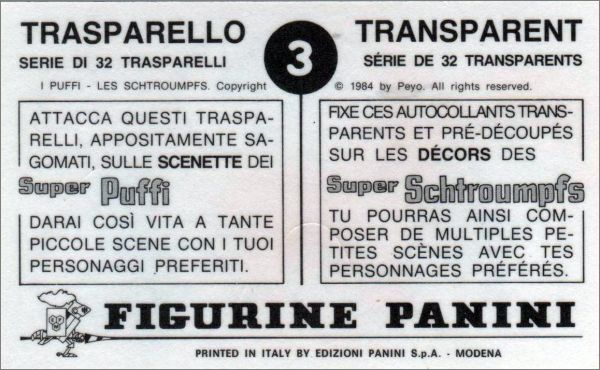 TRASPARELLO
SERIE DI 32 TRASPARELLI
3
TRANSPARENT
SÉRIE DE 32 TRANSPARENTS
I PUFFI - LES SCHTROUMPFS. Copyright
© 1984 by Peyo. All rights reserved.
ATTACCA QUESTI TRASPA-
RELLI, APPOSITAMENTE SA-
GOMATI, SULLE SCENETTE DEI
Super Puffi
DARAI COSÌ VITA A TANTE
PICCOLE SCENE CON I TUOI
PERSONAGGI PREFERITI.
FIXE CES AUTOCOLLANTS TRANS-
PARENTS ET PRÉ-DÉCOUPÉS
SUR LES DÉCORS DES
Super Schtroumpfs
TU POURRAS AINSI COM-
POSER DE MULTIPLES PE-
TITES SCÈNES AVEC TES
PERSONNAGES PRÉFÉRÉS.
FIGURINE PANINI
PRINTED IN ITALY BY EDIZIONI PANINI S.p.A. - MODENA